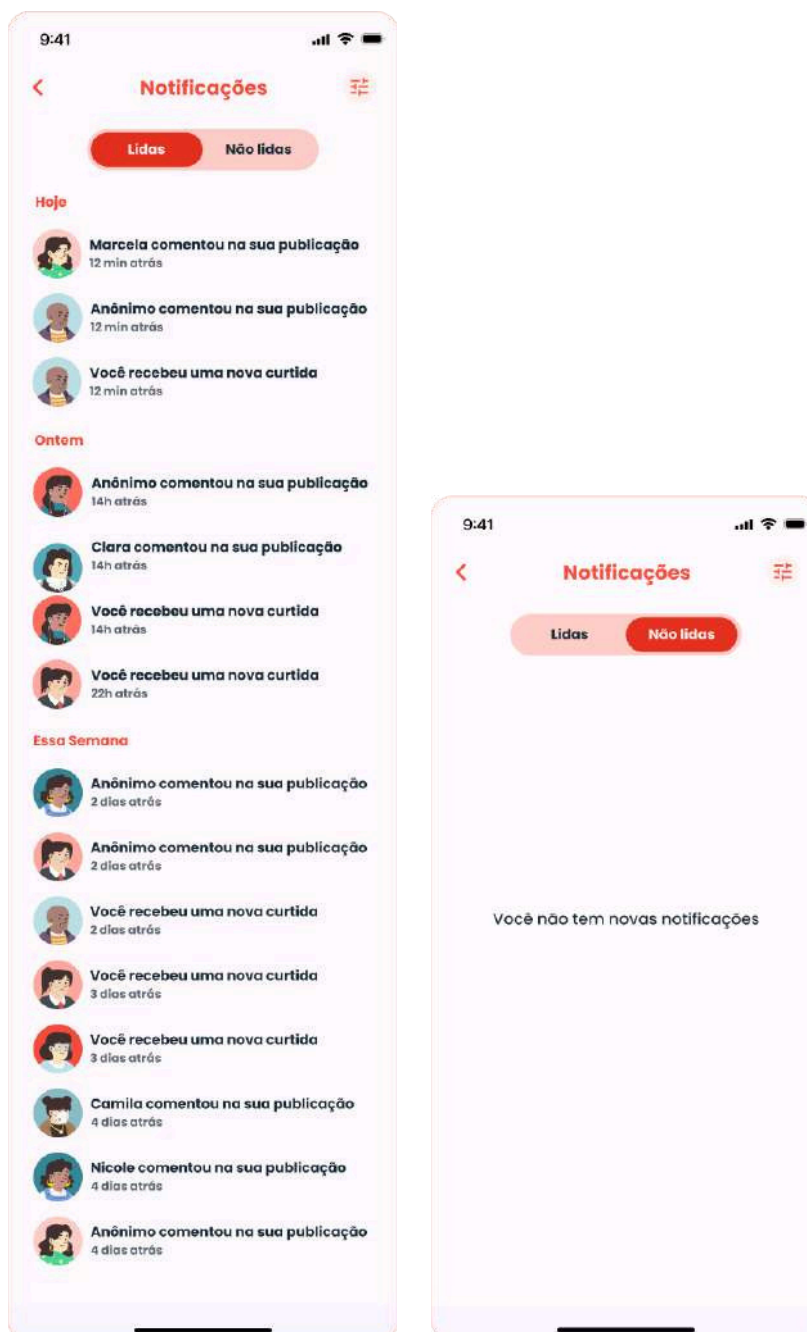 9:41
Notificações
Lidas Não lidas
Hoje
Marcela comentou na sua publicação
12 min atrás
Anônimo comentou na sua publicação
12 min atrás
Você recebeu uma nova curtida
12 min atrás
Ontem
Anônimo comentou na sua publicação
14h atrás
Clara comentou na sua publicação
14h atrás
Você recebeu uma nova curtida
14h atrás
Você recebeu uma nova curtida
22h atrás
Essa Semana
Anônimo comentou na sua publicação
2 dias atrás
Anônimo comentou na sua publicação
2 dias atrás
Você recebeu uma nova curtida
2 dias atrás
Você recebeu uma nova curtida
3 dias atrás
Você recebeu uma nova curtida
3 dias atrás
Camila comentou na sua publicação
4 dias atrás
Nicole comentou na sua publicação
4 dias atrás
Anônimo comentou na sua publicação
4 dias atrás
9:41
Notificações
Lidas Não lidas
Você não tem novas notificações